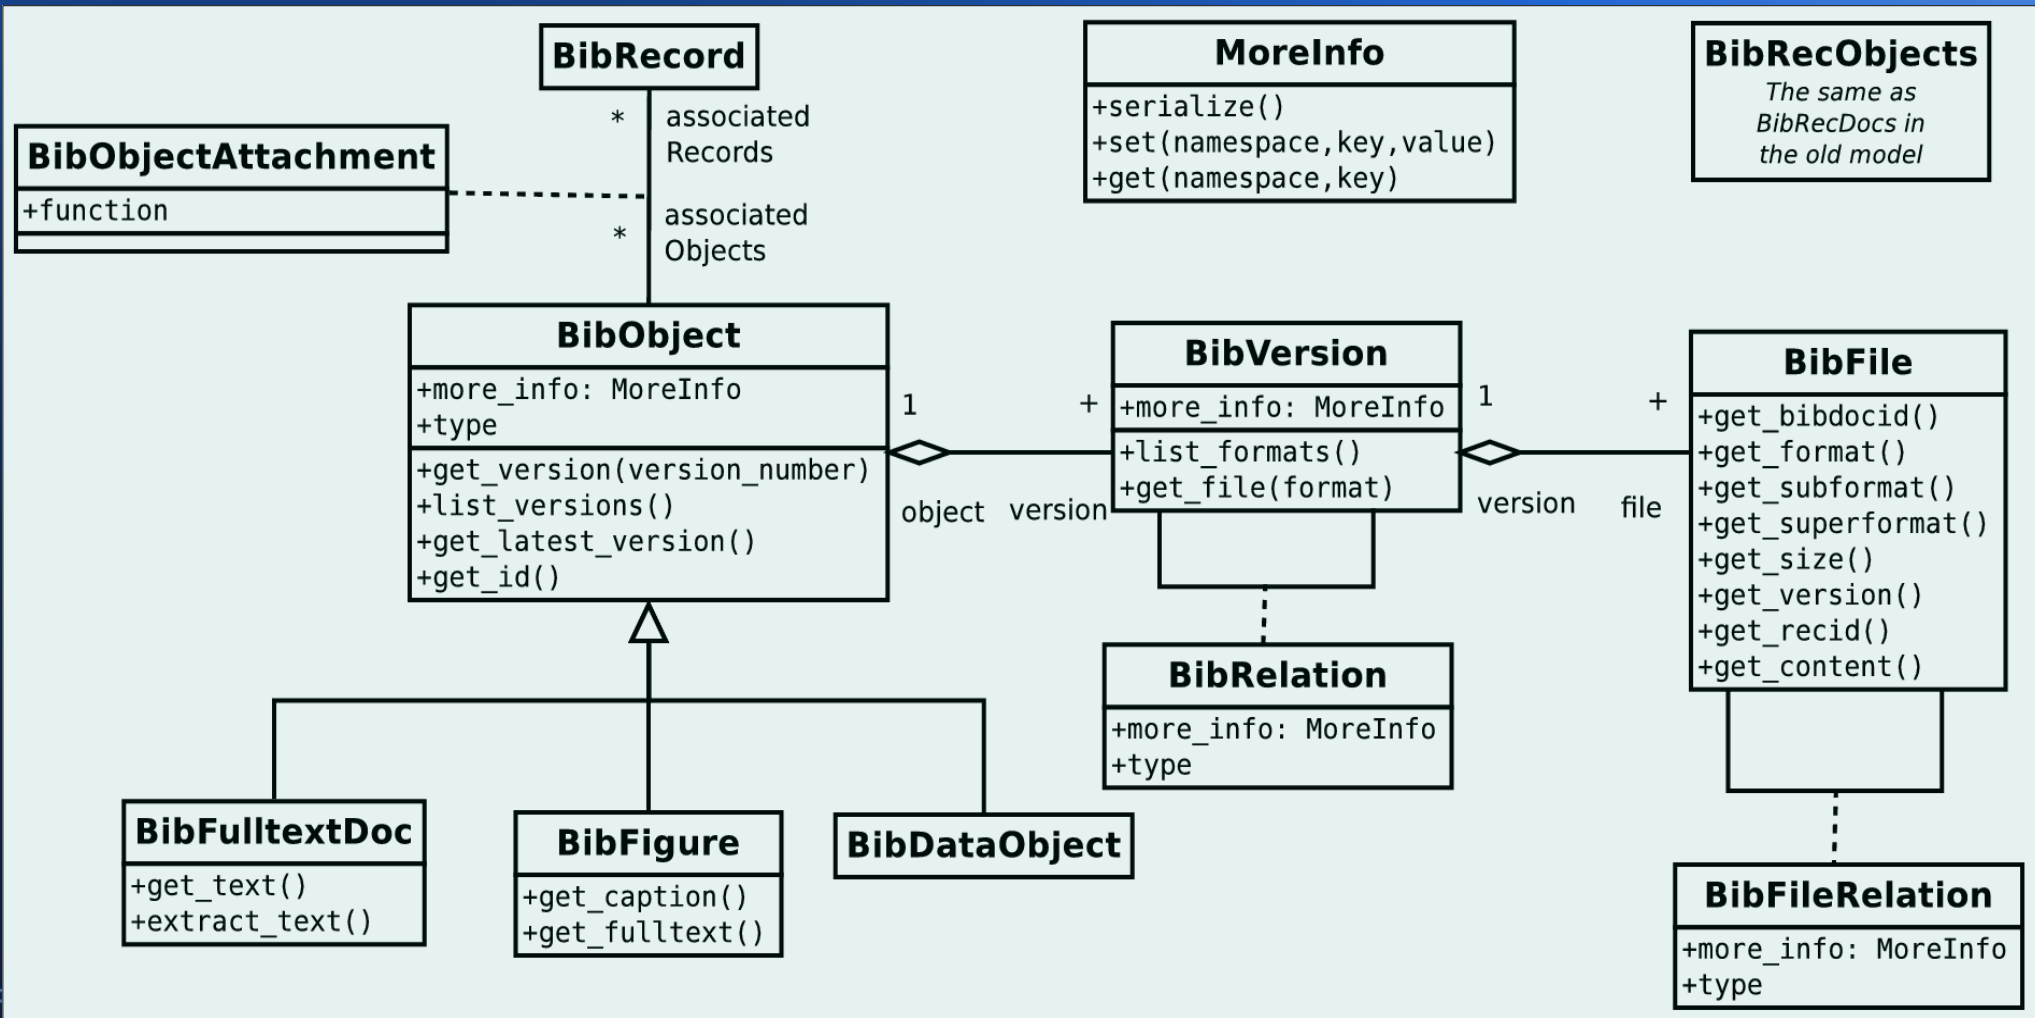 BibRecord
*
associated
Records
*
associated
Objects
BibObjectAttachment
+function
MoreInfo
+serialize()
+set(namespace,key,value)
+get(namespace,key)
BibRecObjects
The same as
BibRecDocs in
the old model
BibObject
+more_info: MoreInfo
+type
+get_version(version_number)
+list_versions()
+get_latest_version()
+get_id()
1
+
object
version
BibVersion
+more_info: MoreInfo
+list_formats()
+get_file(format)
1
+
version
file
BibFile
+get_bibdocid()
+get_format()
+get_subformat()
+get_superformat()
+get_size()
+get_version()
+get_recid()
+get_content()
BibRelation
+more_info: MoreInfo
+type
BibFulltextDoc
+get_text()
+extract_text()
BibFigure
+get_caption()
+get_fulltext()
BibDataObject
BibFileRelation
+more_info: MoreInfo
+type